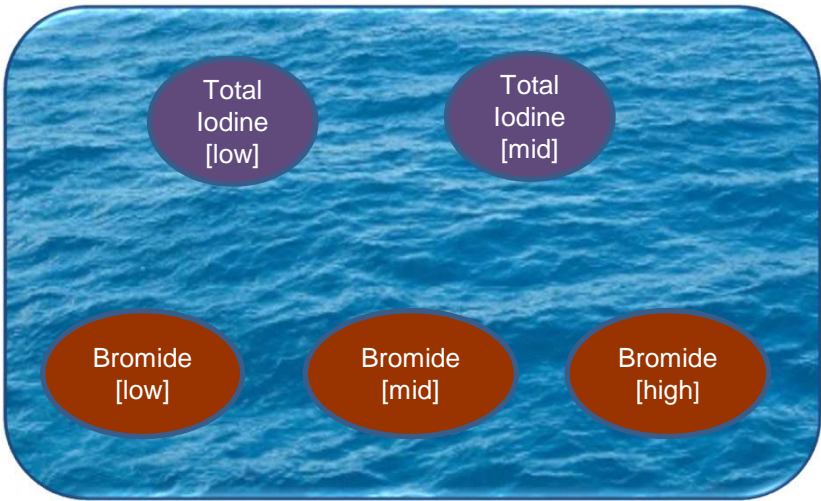 Total
Iodine
[low]
Total
Iodine
[mid]
Bromide
[low]
Bromide
[mid]
Bromide
[high]